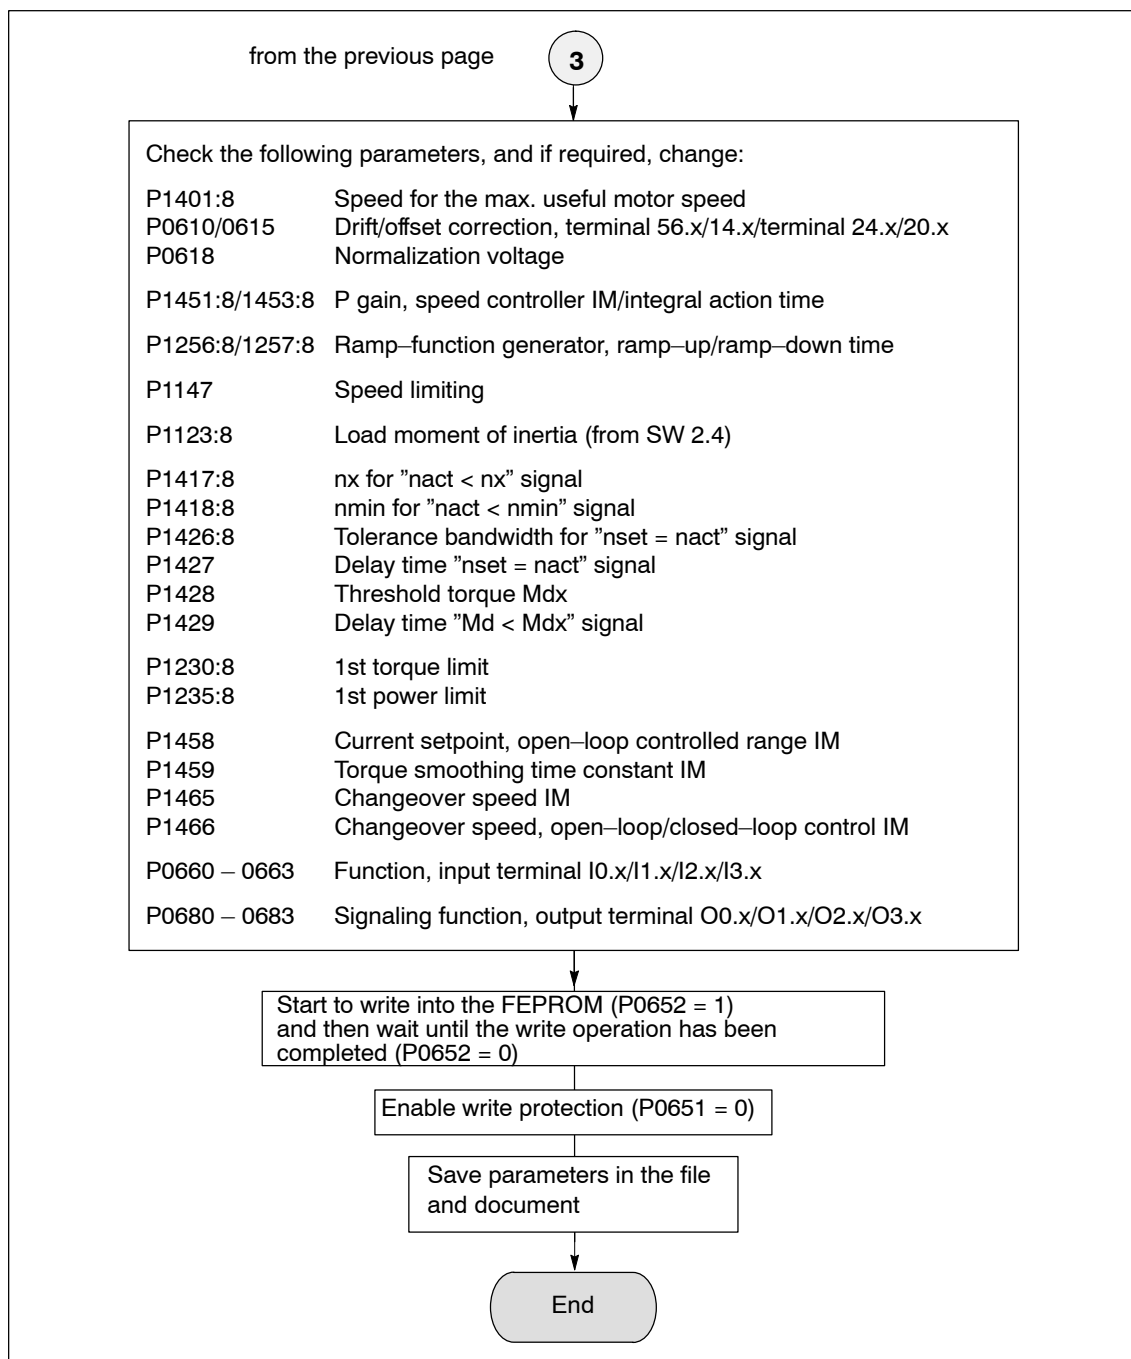 from the previous page 3
Check the following parameters, and if required, change:
P1401:8 Speed for the max. useful motor speed
P0610/0615 Drift/offset correction, terminal 56.x/14.x/terminal 24.x/20.x
P0618 Normalization voltage
P1451:8/1453:8 P gain, speed controller IM/integral action time
P1256:8/1257:8 Ramp–function generator, ramp–up/ramp–down time
P1147 Speed limiting
P1123:8 Load moment of inertia (from SW 2.4)
P1417:8 nx for ”nact < nx” signal
P1418:8 nmin for ”nact < nmin” signal
P1426:8 Tolerance bandwidth for ”nset = nact” signal
P1427 Delay time ”nset = nact” signal
P1428 Threshold torque Mdx
P1429 Delay time ”Md < Mdx” signal
P1230:8 1st torque limit
P1235:8 1st power limit
P1458 Current setpoint, open–loop controlled range IM
P1459 Torque smoothing time constant IM
P1465 Changeover speed IM
P1466 Changeover speed, open–loop/closed–loop control IM
P0660 – 0663 Function, input terminal I0.x/I1.x/I2.x/I3.x
P0680 – 0683 Signaling function, output terminal O0.x/O1.x/O2.x/O3.x
Start to write into the FEPROM (P0652 = 1)
and then wait until the write operation has been
completed (P0652 = 0)
Enable write protection (P0651 = 0)
Save parameters in the file
and document
End